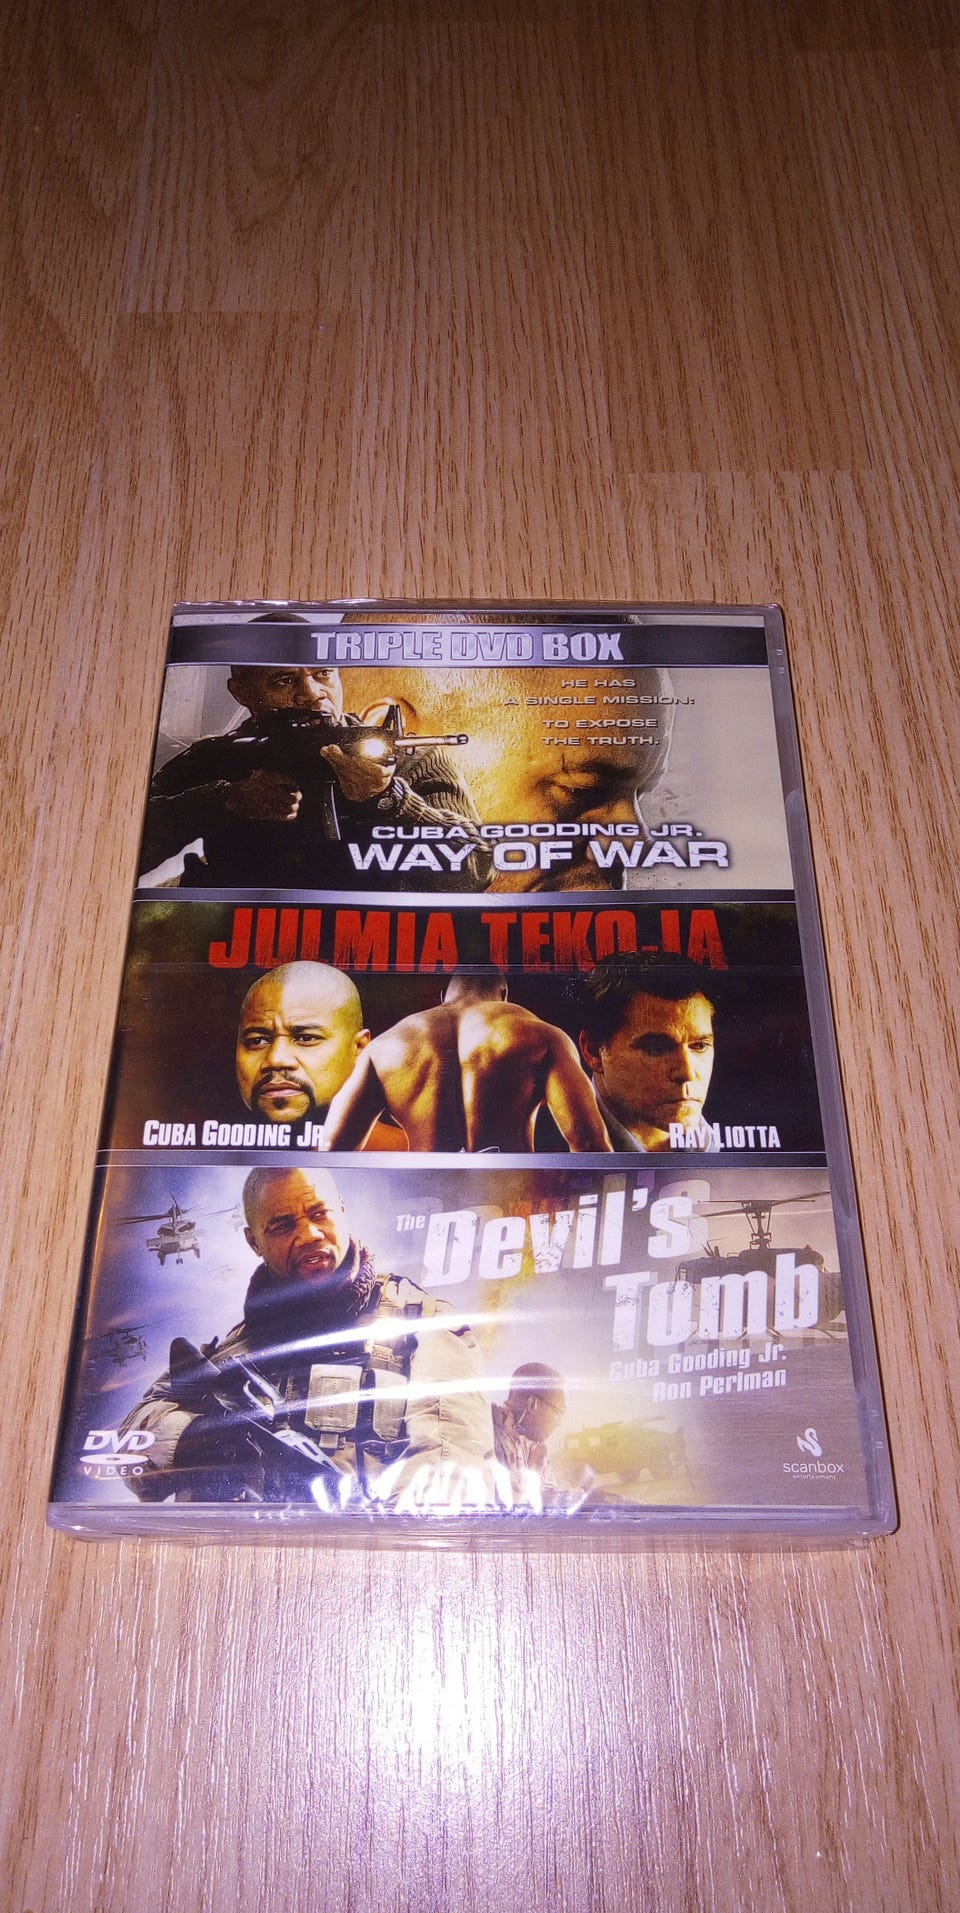 TRIPLE DVD BOX
HE HAS
A SINGLE MISSION:
TO EXPOSE
THE TRUTH.
CUBA GOODING JR.
WAY OF WAR
JULMIA TEKOJA
CUBA GOODING JR.
RAY LIOTTA
The Devil's
Tomb
Cuba Gooding Jr.
Ron Perlman
DVD
VIDEO
scanbox
entertainment